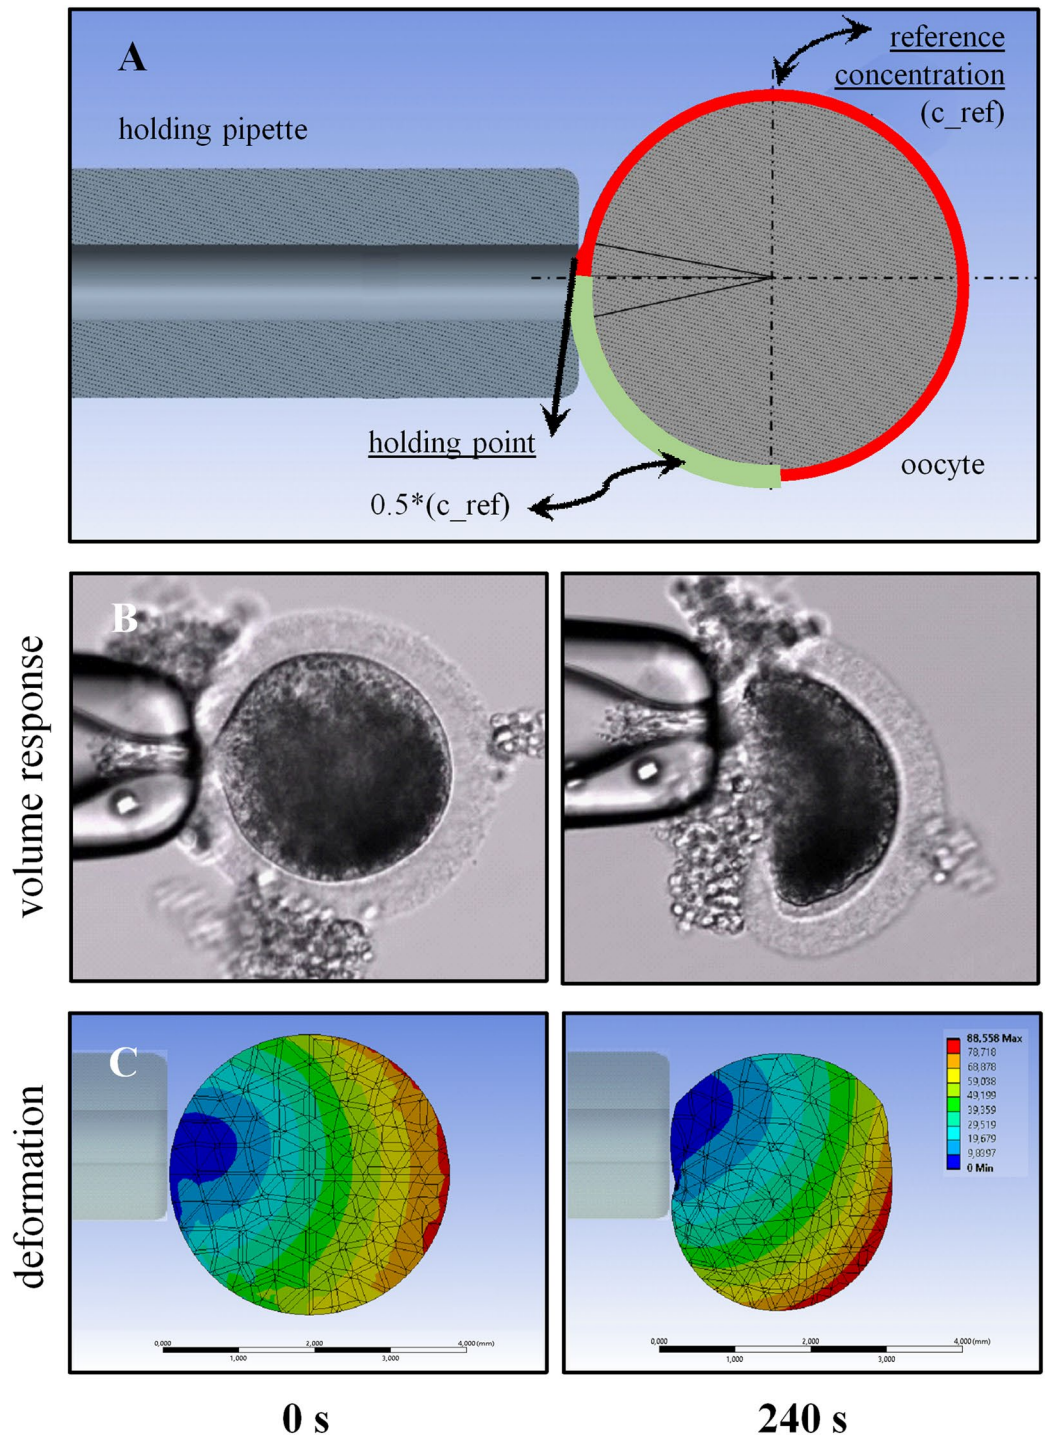 A
reference
concentration
(c_ref)
holding pipette
holding point
0.5*(c_ref)
oocyte
volume response
B
deformation
C
88,558 Max
78,718
68,878
59,038
49,199
39,359
29,519
19,679
9,8397
0 Min
0,000 2,000 4,000 (mm)
1,000 3,000
0,000 2,000 4,000 (mm)
1,000 3,000
0 s 240 s